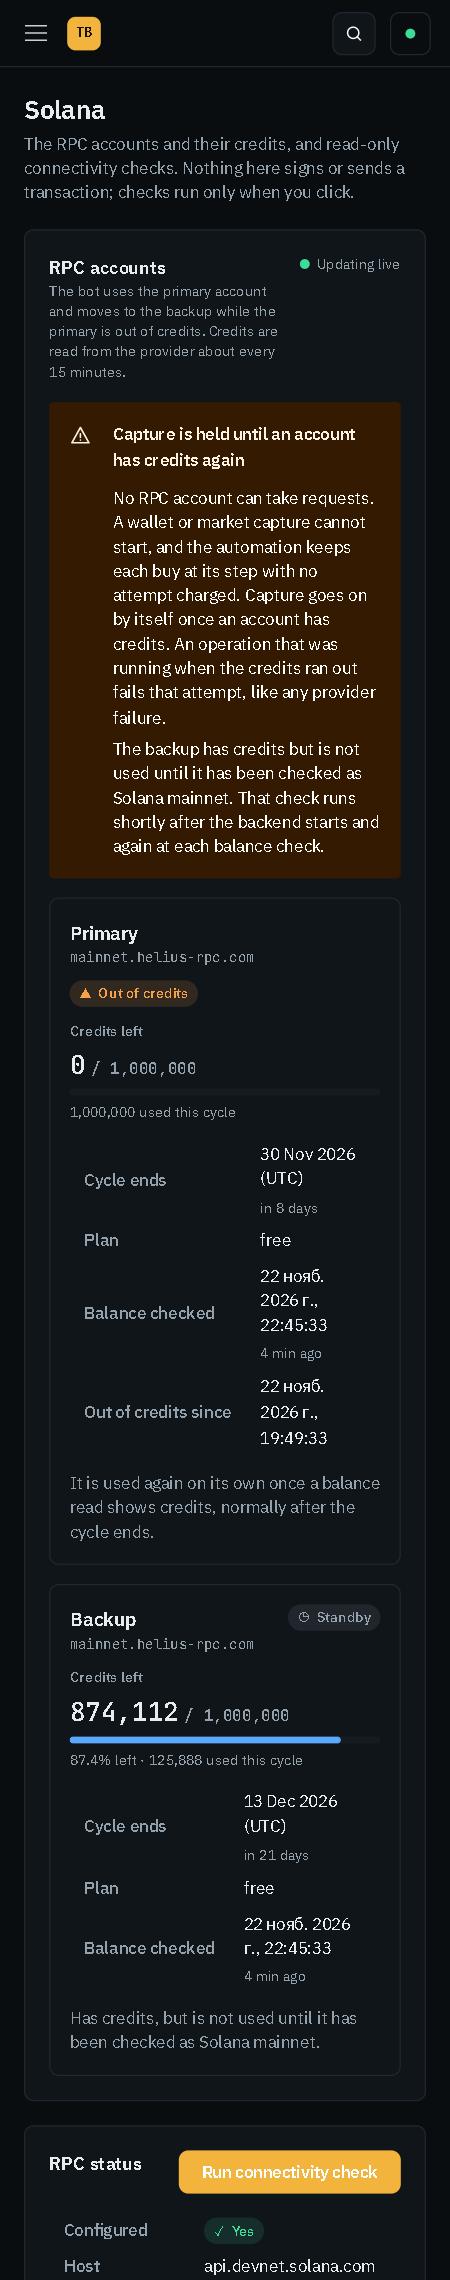 TB
Solana
The RPC accounts and their credits, and read-only
connectivity checks. Nothing here signs or sends a
transaction; checks run only when you click.
RPC accounts
Updating live
The bot uses the primary account
and moves to the backup while the
primary is out of credits. Credits are
read from the provider about every
15 minutes.
Capture is held until an account
has credits again
No RPC account can take requests.
A wallet or market capture cannot
start, and the automation keeps
each buy at its step with no
attempt charged. Capture goes on
by itself once an account has
credits. An operation that was
running when the credits ran out
fails that attempt, like any provider
failure.
The backup has credits but is not
used until it has been checked as
Solana mainnet. That check runs
shortly after the backend starts and
again at each balance check.
Primary
mainnet.helius-rpc.com
Out of credits
Credits left
0 / 1,000,000
1,000,000 used this cycle
Cycle ends
30 Nov 2026
(UTC)
in 8 days
Plan
free
Balance checked
22 нояб.
2026 г.,
22:45:33
4 min ago
Out of credits since
22 нояб.
2026 г.,
19:49:33
It is used again on its own once a balance
read shows credits, normally after the
cycle ends.
Backup
Standby
mainnet.helius-rpc.com
Credits left
874,112 / 1,000,000
87.4% left · 125,888 used this cycle
Cycle ends
13 Dec 2026
(UTC)
in 21 days
Plan
free
Balance checked
22 нояб. 2026
г., 22:45:33
4 min ago
Has credits, but is not used until it has
been checked as Solana mainnet.
RPC status
Run connectivity check
Configured
✓ Yes
Host
api.devnet.solana.com